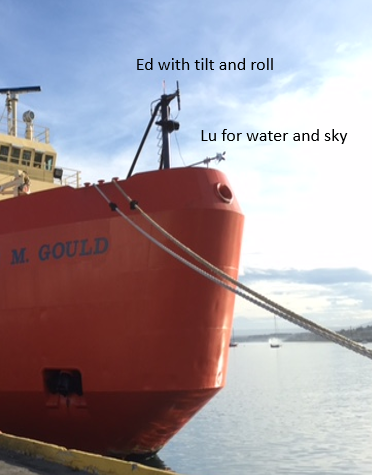 Ed with tilt and roll
Lu for water and sky
M. GOULD